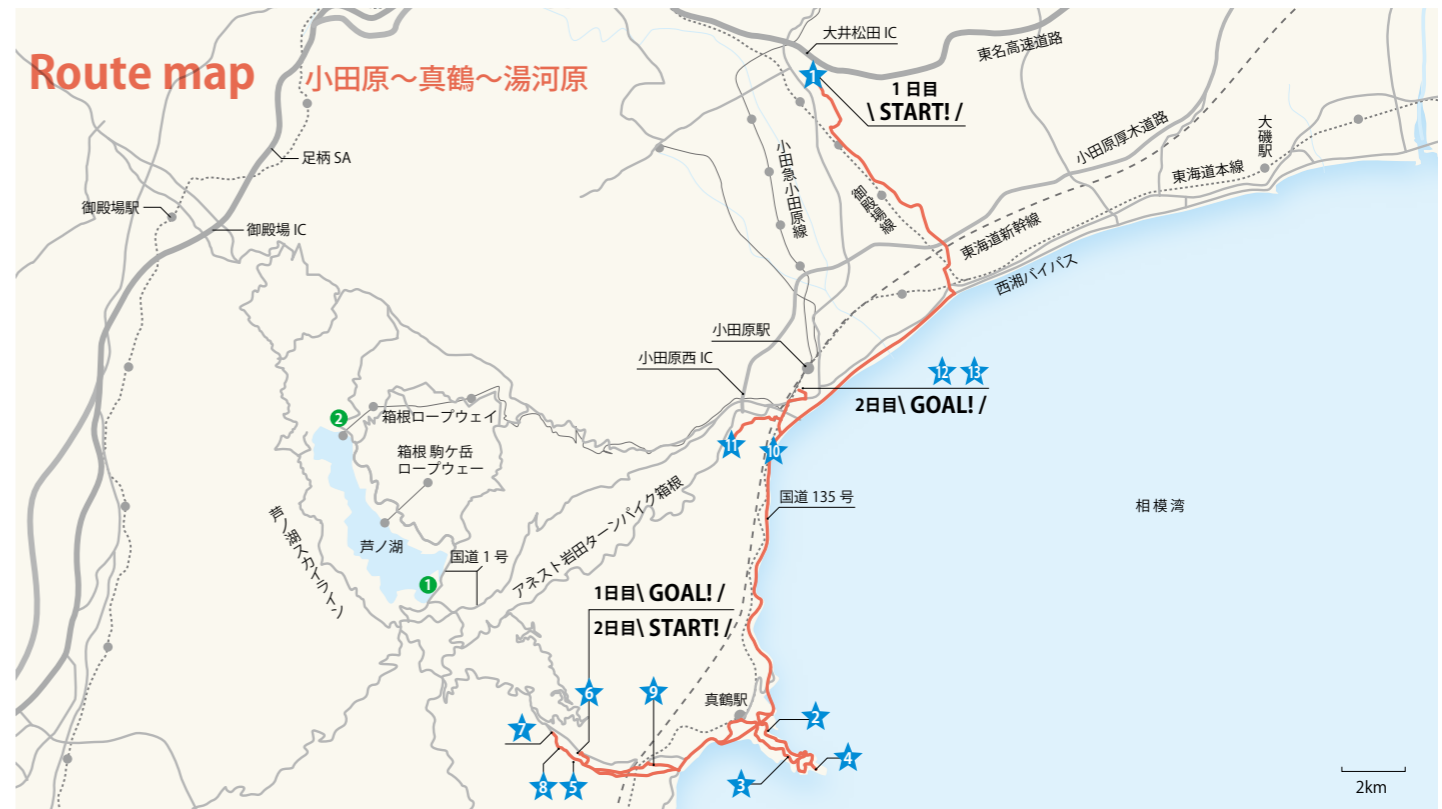 Route map 小田原～真鶴～湯河原
大井松田 IC
東名高速道路
1
1 日目
\ START! /
足柄 SA
御殿場駅
御殿場 IC
小田急小田原線
御殿場線
小田原厚木道路
大磯駅
東海道本線
東海道新幹線
西湘バイパス
小田原駅
小田原西 IC
12 13
2日目\ GOAL! /
2
箱根ロープウェイ
箱根 駒ケ岳
ロープウェー
11
10
国道 135 号
相模湾
芦ノ湖スカイライン
芦ノ湖
国道 1 号
アネスト岩田ターンパイク箱根
1
1日目\ GOAL! /
2日目\ START! /
6
9
真鶴駅
7
2
8
5
3
4
2km